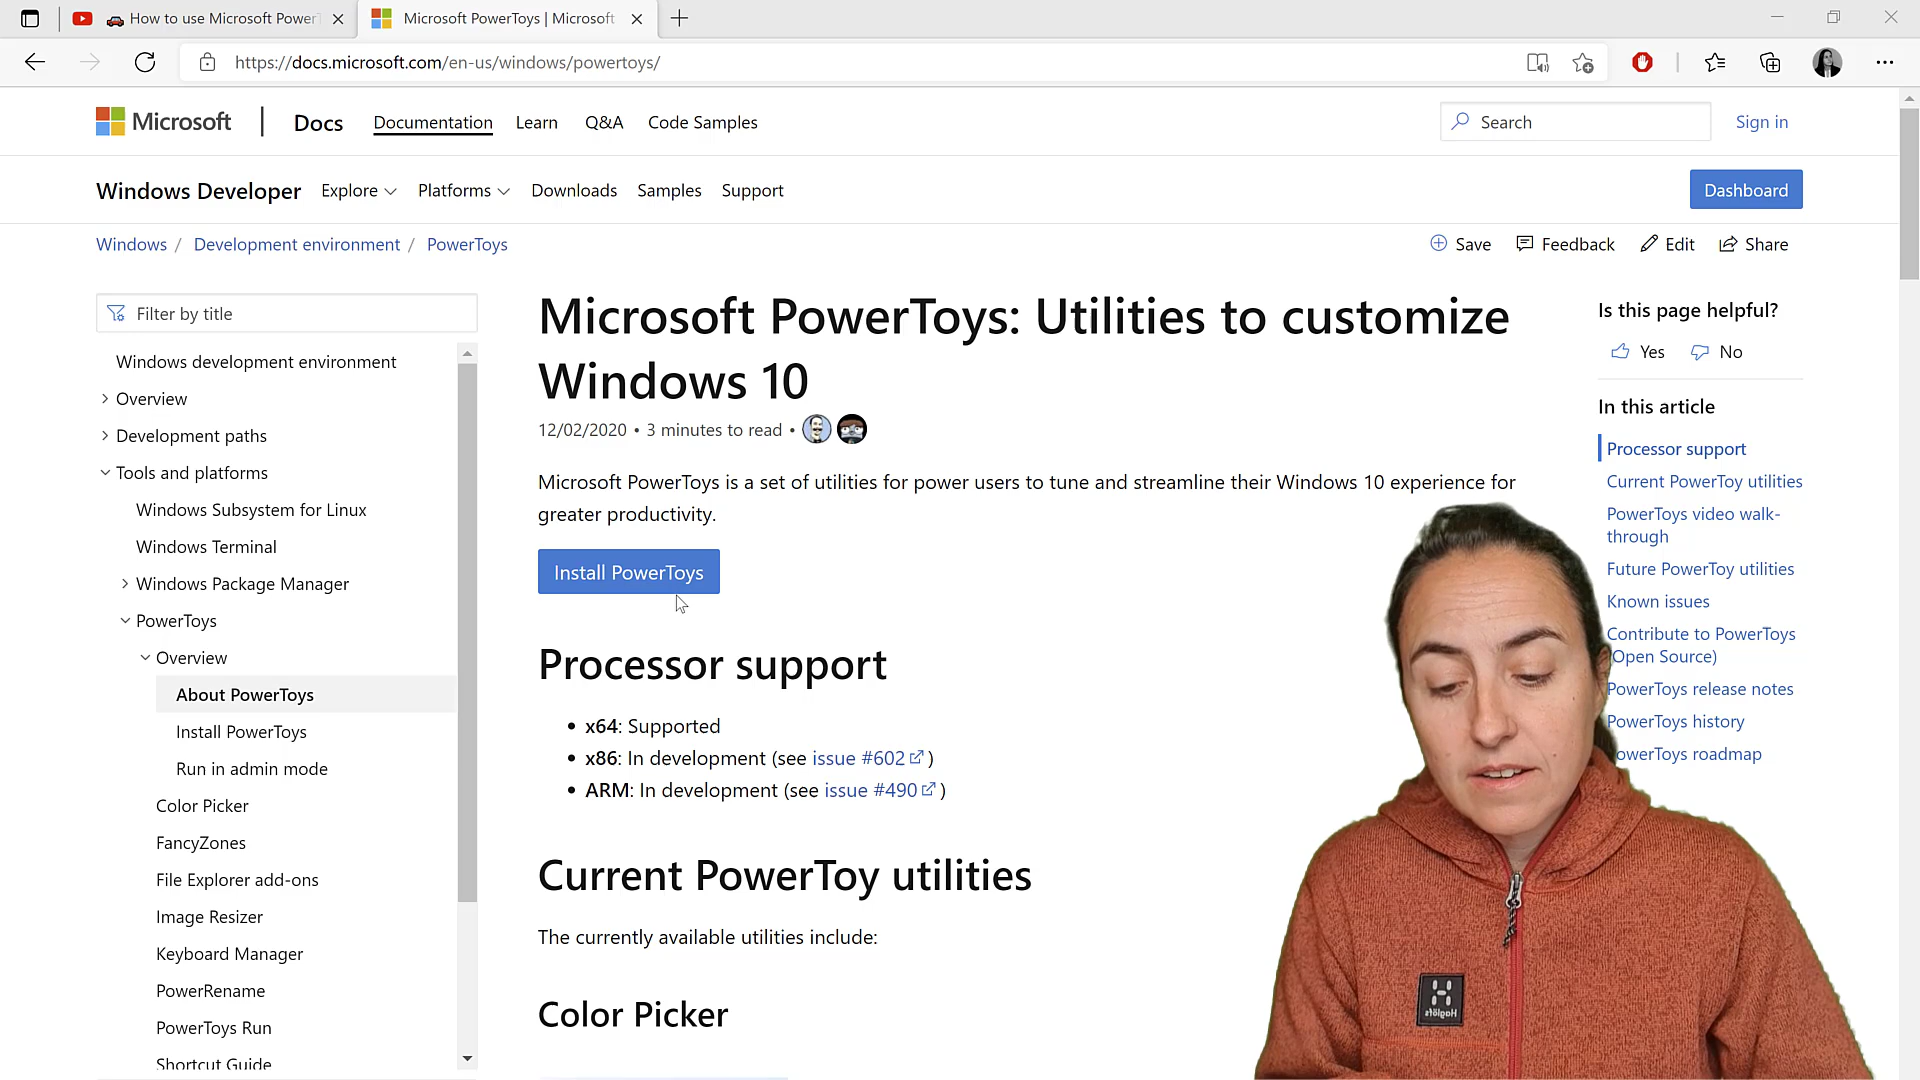 How to use Microsoft Power
Microsoft PowerToys | Microsoft
https://docs.microsoft.com/en-us/windows/powertoys/
Microsoft
Docs
Documentation
Learn
Q&A
Code Samples
Search
Sign in
Windows Developer
Explore
Platforms
Downloads
Samples
Support
Dashboard
Windows / Development environment / PowerToys
Save
Feedback
Edit
Share
Filter by title
Windows development environment
Overview
Development paths
Tools and platforms
Windows Subsystem for Linux
Windows Terminal
Windows Package Manager
PowerToys
Overview
About PowerToys
Install PowerToys
Run in admin mode
Color Picker
FancyZones
File Explorer add-ons
Image Resizer
Keyboard Manager
PowerRename
PowerToys Run
Shortcut Guide
Microsoft PowerToys: Utilities to customize
Windows 10
12/02/2020 • 3 minutes to read •
Microsoft PowerToys is a set of utilities for power users to tune and streamline their Windows 10 experience for
greater productivity.
Install PowerToys
Processor support
• x64: Supported
• x86: In development (see issue #602 )
• ARM: In development (see issue #490 )
Current PowerToy utilities
The currently available utilities include:
Color Picker
Is this page helpful?
Yes
No
In this article
Processor support
Current PowerToy utilities
PowerToys video walk-
through
Future PowerToy utilities
Known issues
Contribute to PowerToys
(Open Source)
PowerToys release notes
PowerToys history
owerToys roadmap
Haglöfs